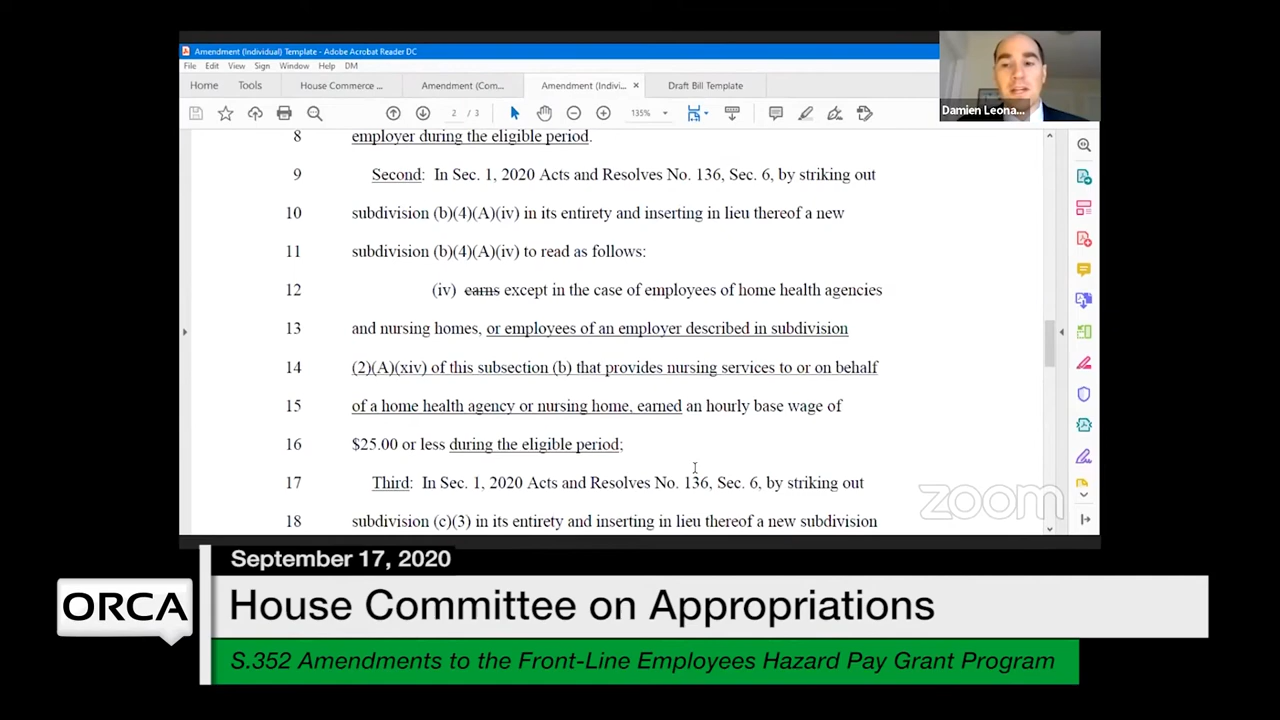 Amendment (Individual) Template - Adobe Acrobat Reader DC
File Edit View Sign Window Help DM
Home Tools House Commerce ... Amendment (Com... Amendment (Indivi... × Draft Bill Template
2 / 3 135%
Damien Leona...
8 employer during the eligible period.
9 Second: In Sec. 1, 2020 Acts and Resolves No. 136, Sec. 6, by striking out
10 subdivision (b)(4)(A)(iv) in its entirety and inserting in lieu thereof a new
11 subdivision (b)(4)(A)(iv) to read as follows:
12 (iv) earns except in the case of employees of home health agencies
13 and nursing homes, or employees of an employer described in subdivision
14 (2)(A)(xiv) of this subsection (b) that provides nursing services to or on behalf
15 of a home health agency or nursing home, earned an hourly base wage of
16 $25.00 or less during the eligible period;
17 Third: In Sec. 1, 2020 Acts and Resolves No. 136, Sec. 6, by striking out
18 subdivision (c)(3) in its entirety and inserting in lieu thereof a new subdivision
zoom
September 17, 2020
ORCA
House Committee on Appropriations
S.352 Amendments to the Front-Line Employees Hazard Pay Grant Program